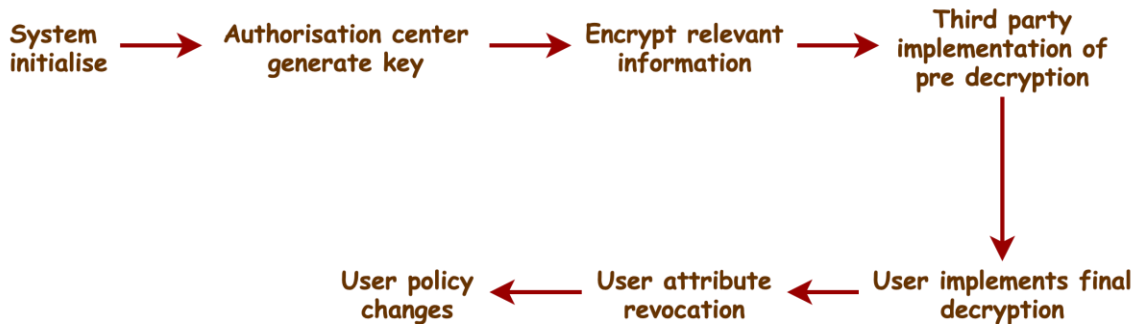 System
initialise
Authorisation center
generate key
Encrypt relevant
information
Third party
implementation of
pre decryption
User implements final
decryption
User attribute
revocation
User policy
changes